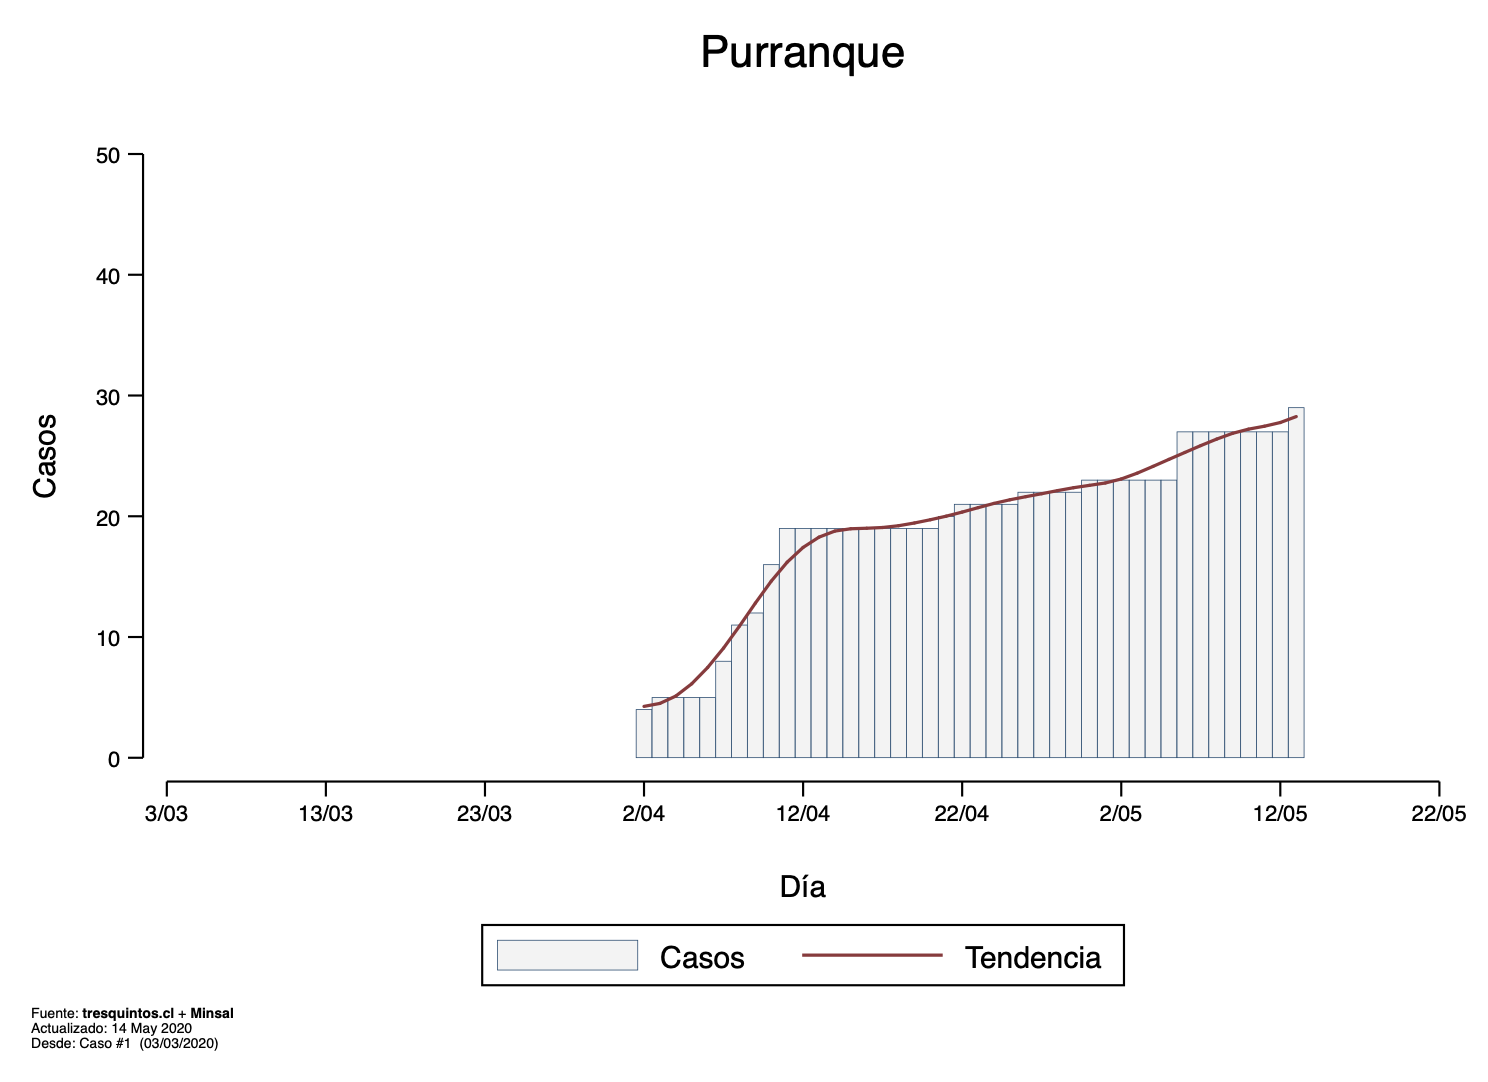 Purranque
50
40
30
20
10
0
Casos
3/03 13/03 23/03 2/04 12/04 22/04 2/05 12/05 22/05
Día
Casos Tendencia
Fuente: tresquintos.cl + Minsal
Actualizado: 14 May 2020
Desde: Caso #1 (03/03/2020)